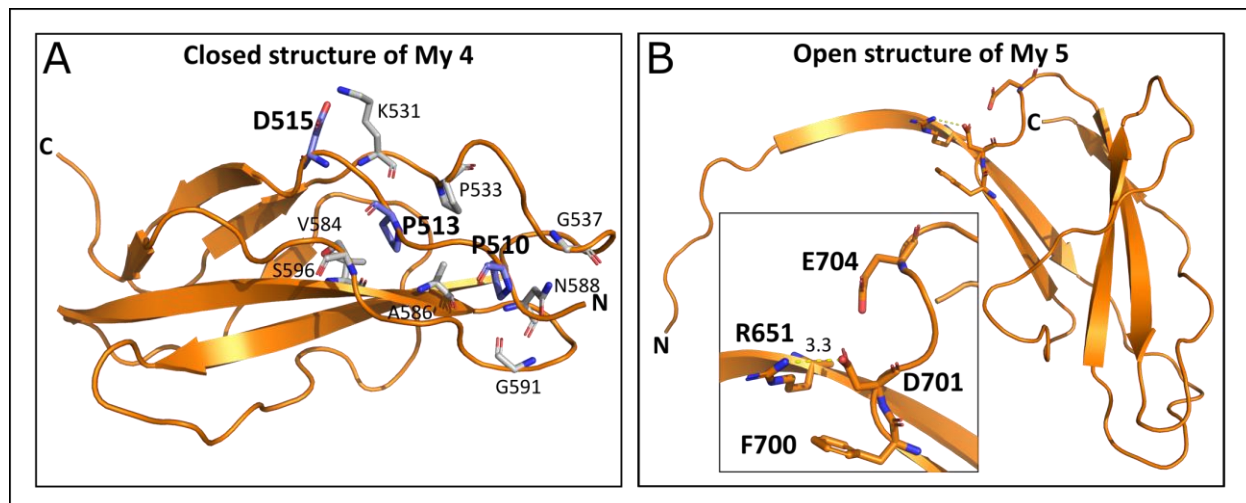 A
Closed structure of My 4
D515
K531
C
P533
V584
P513
G537
P510
S596
N588
N
A586
G591
B
Open structure of My 5
C
N
E704
R651
3.3
D701
F700